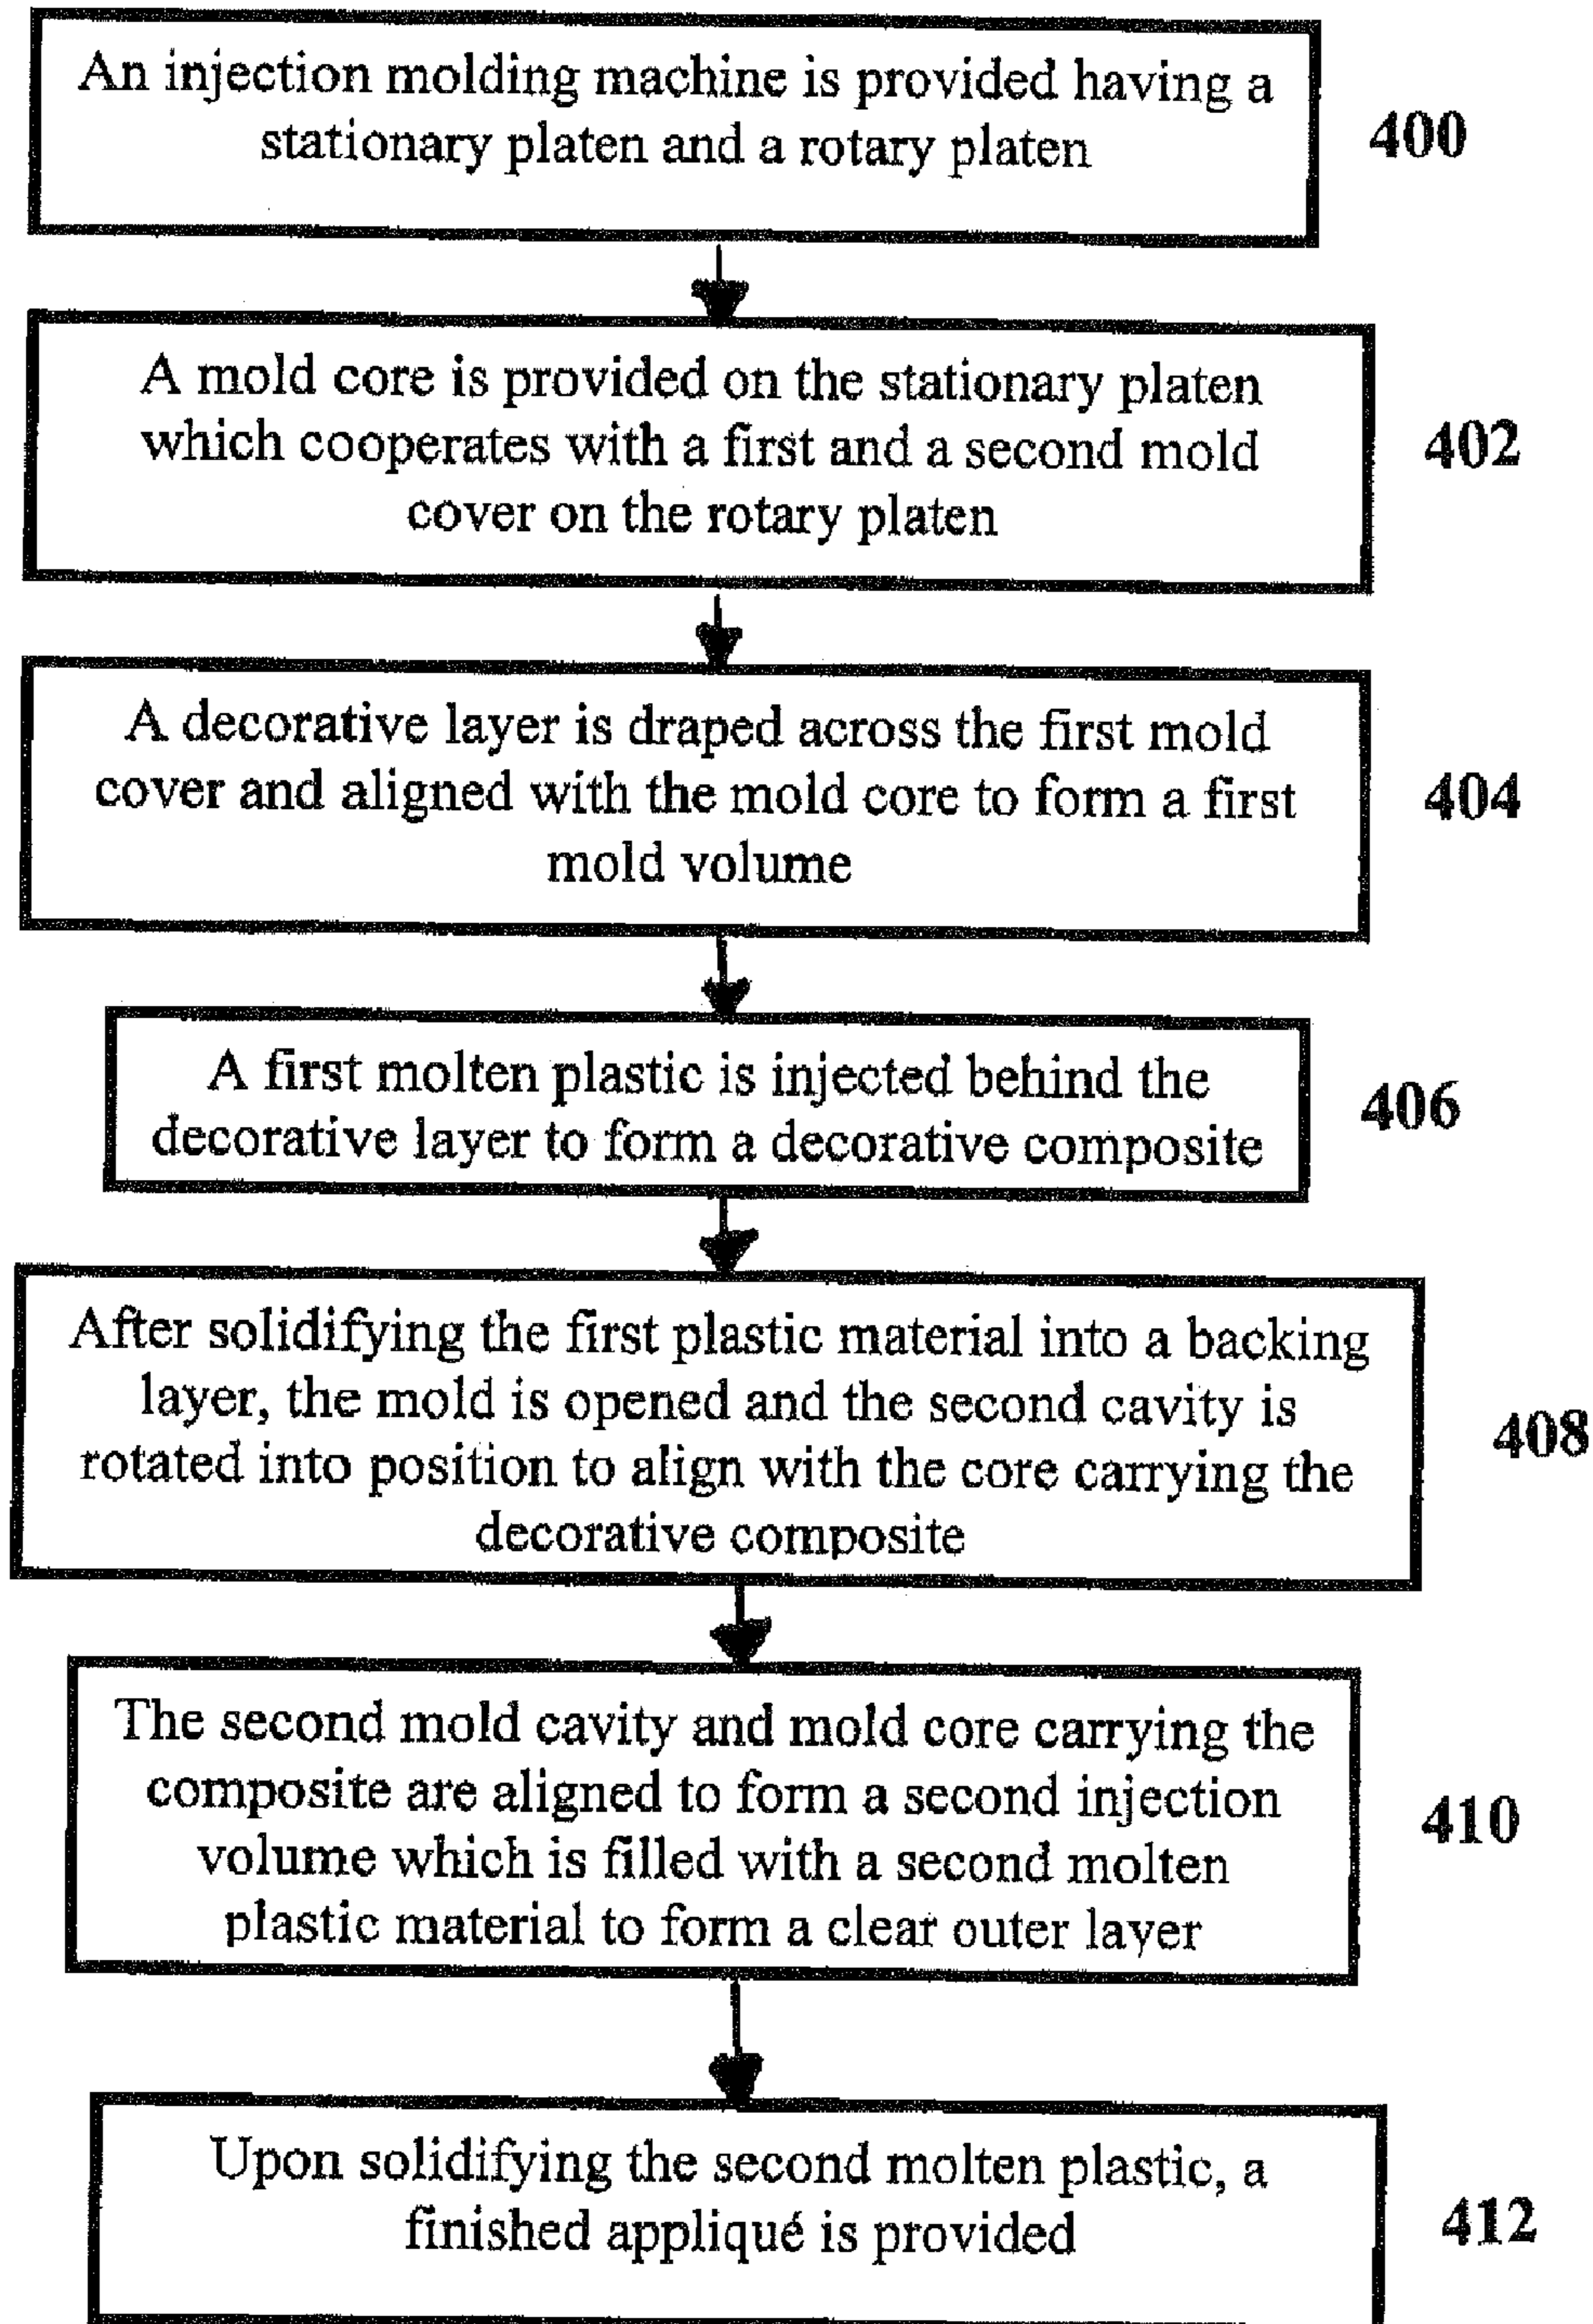 An injection molding machine is provided having a
stationary platen and a rotary platen
400
A mold core is provided on the stationary platen
which cooperates with a first and a second mold
cover on the rotary platen
402
A decorative layer is draped across the first mold
cover and aligned with the mold core to form a first
mold volume
404
A first molten plastic is injected behind the
decorative layer to form a decorative composite
406
After solidifying the first plastic material into a backing
layer, the mold is opened and the second cavity is
rotated into position to align with the core carrying the
decorative composite
408
The second mold cavity and mold core carrying the
composite are aligned to form a second injection
volume which is filled with a second molten
plastic material to form a clear outer layer
410
Upon solidifying the second molten plastic, a
finished appliqué is provided
412